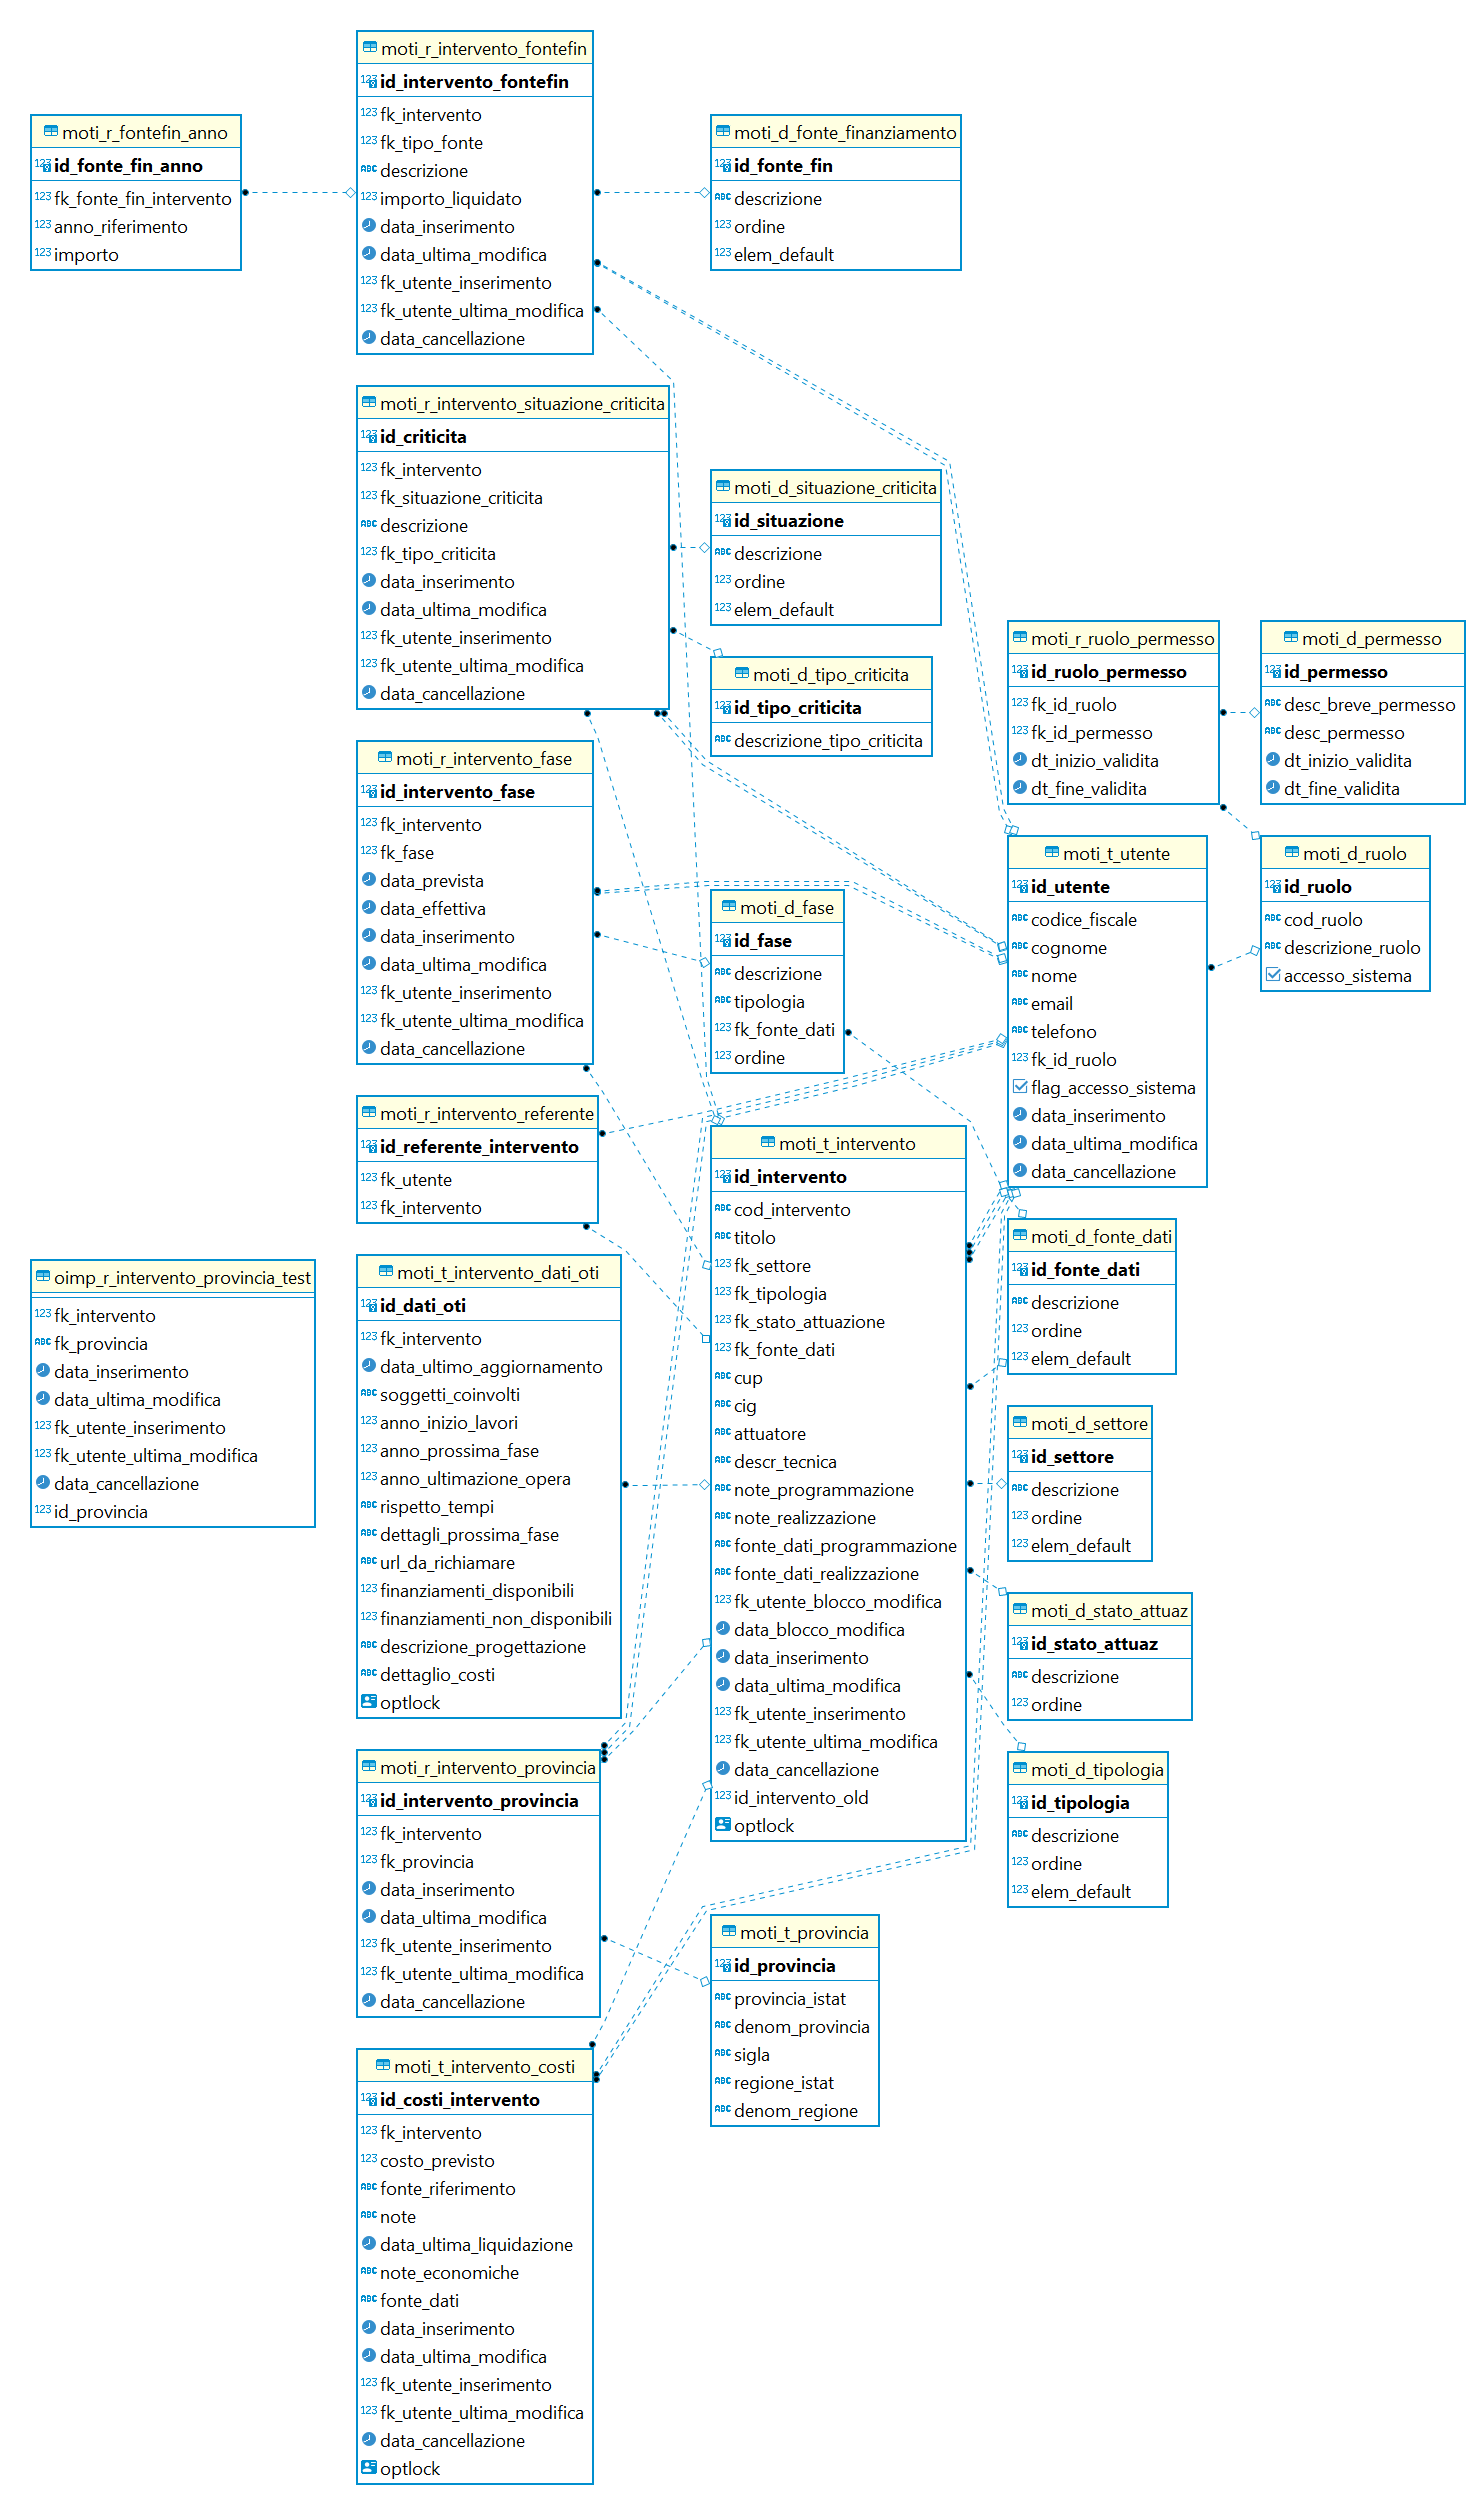 moti_r_intervento_fontefin
id_intervento_fontefin
fk_intervento
fk_tipo_fonte
descrizione
importo_liquidato
data_inserimento
data_ultima_modifica
fk_utente_inserimento
fk_utente_ultima_modifica
data_cancellazione
moti_r_fontefin_anno
id_fonte_fin_anno
fk_fonte_fin_intervento
anno_riferimento
importo
moti_d_fonte_finanziamento
id_fonte_fin
descrizione
ordine
elem_default
moti_r_intervento_situazione_criticita
id_criticita
fk_intervento
fk_situazione_criticita
descrizione
fk_tipo_criticita
data_inserimento
data_ultima_modifica
fk_utente_inserimento
fk_utente_ultima_modifica
data_cancellazione
moti_d_situazione_criticita
id_situazione
descrizione
ordine
elem_default
moti_d_tipo_criticita
id_tipo_criticita
descrizione_tipo_criticita
moti_r_ruolo_permesso
id_ruolo_permesso
fk_id_ruolo
fk_id_permesso
dt_inizio_validita
dt_fine_validita
moti_d_permesso
id_permesso
desc_breve_permesso
desc_permesso
dt_inizio_validita
dt_fine_validita
moti_r_intervento_fase
id_intervento_fase
fk_intervento
fk_fase
data_prevista
data_effettiva
data_inserimento
data_ultima_modifica
fk_utente_inserimento
fk_utente_ultima_modifica
data_cancellazione
moti_d_fase
id_fase
descrizione
tipologia
fk_fonte_dati
ordine
moti_t_utente
id_utente
codice_fiscale
cognome
nome
email
telefono
fk_id_ruolo
flag_accesso_sistema
data_inserimento
data_ultima_modifica
data_cancellazione
moti_d_ruolo
id_ruolo
cod_ruolo
descrizione_ruolo
accesso_sistema
moti_r_intervento_referente
id_referente_intervento
fk_utente
fk_intervento
moti_t_intervento
id_intervento
cod_intervento
titolo
fk_settore
fk_tipologia
fk_stato_attuazione
fk_fonte_dati
cup
cig
attuatore
descr_tecnica
note_programmazione
note_realizzazione
fonte_dati_programmazione
fonte_dati_realizzazione
fk_utente_blocco_modifica
data_blocco_modifica
data_inserimento
data_ultima_modifica
fk_utente_inserimento
fk_utente_ultima_modifica
data_cancellazione
id_intervento_old
optlock
moti_d_fonte_dati
id_fonte_dati
descrizione
ordine
elem_default
oimp_r_intervento_provincia_test
fk_intervento
fk_provincia
data_inserimento
data_ultima_modifica
fk_utente_inserimento
fk_utente_ultima_modifica
data_cancellazione
id_provincia
moti_t_intervento_dati_oti
id_dati_oti
fk_intervento
data_ultimo_aggiornamento
soggetti_coinvolti
anno_inizio_lavori
anno_prossima_fase
anno_ultimazione_opera
rispetto_tempi
dettagli_prossima_fase
url_da_richiamare
finanziamenti_disponibili
finanziamenti_non_disponibili
descrizione_progettazione
dettaglio_costi
optlock
moti_d_settore
id_settore
descrizione
ordine
elem_default
moti_d_stato_attuaz
id_stato_attuaz
descrizione
ordine
moti_d_tipologia
id_tipologia
descrizione
ordine
elem_default
moti_r_intervento_provincia
id_intervento_provincia
fk_intervento
fk_provincia
data_inserimento
data_ultima_modifica
fk_utente_inserimento
fk_utente_ultima_modifica
data_cancellazione
moti_t_provincia
id_provincia
provincia_istat
denom_provincia
sigla
regione_istat
denom_regione
moti_t_intervento_costi
id_costi_intervento
fk_intervento
costo_previsto
fonte_riferimento
note
data_ultima_liquidazione
note_economiche
fonte_dati
data_inserimento
data_ultima_modifica
fk_utente_inserimento
fk_utente_ultima_modifica
data_cancellazione
optlock